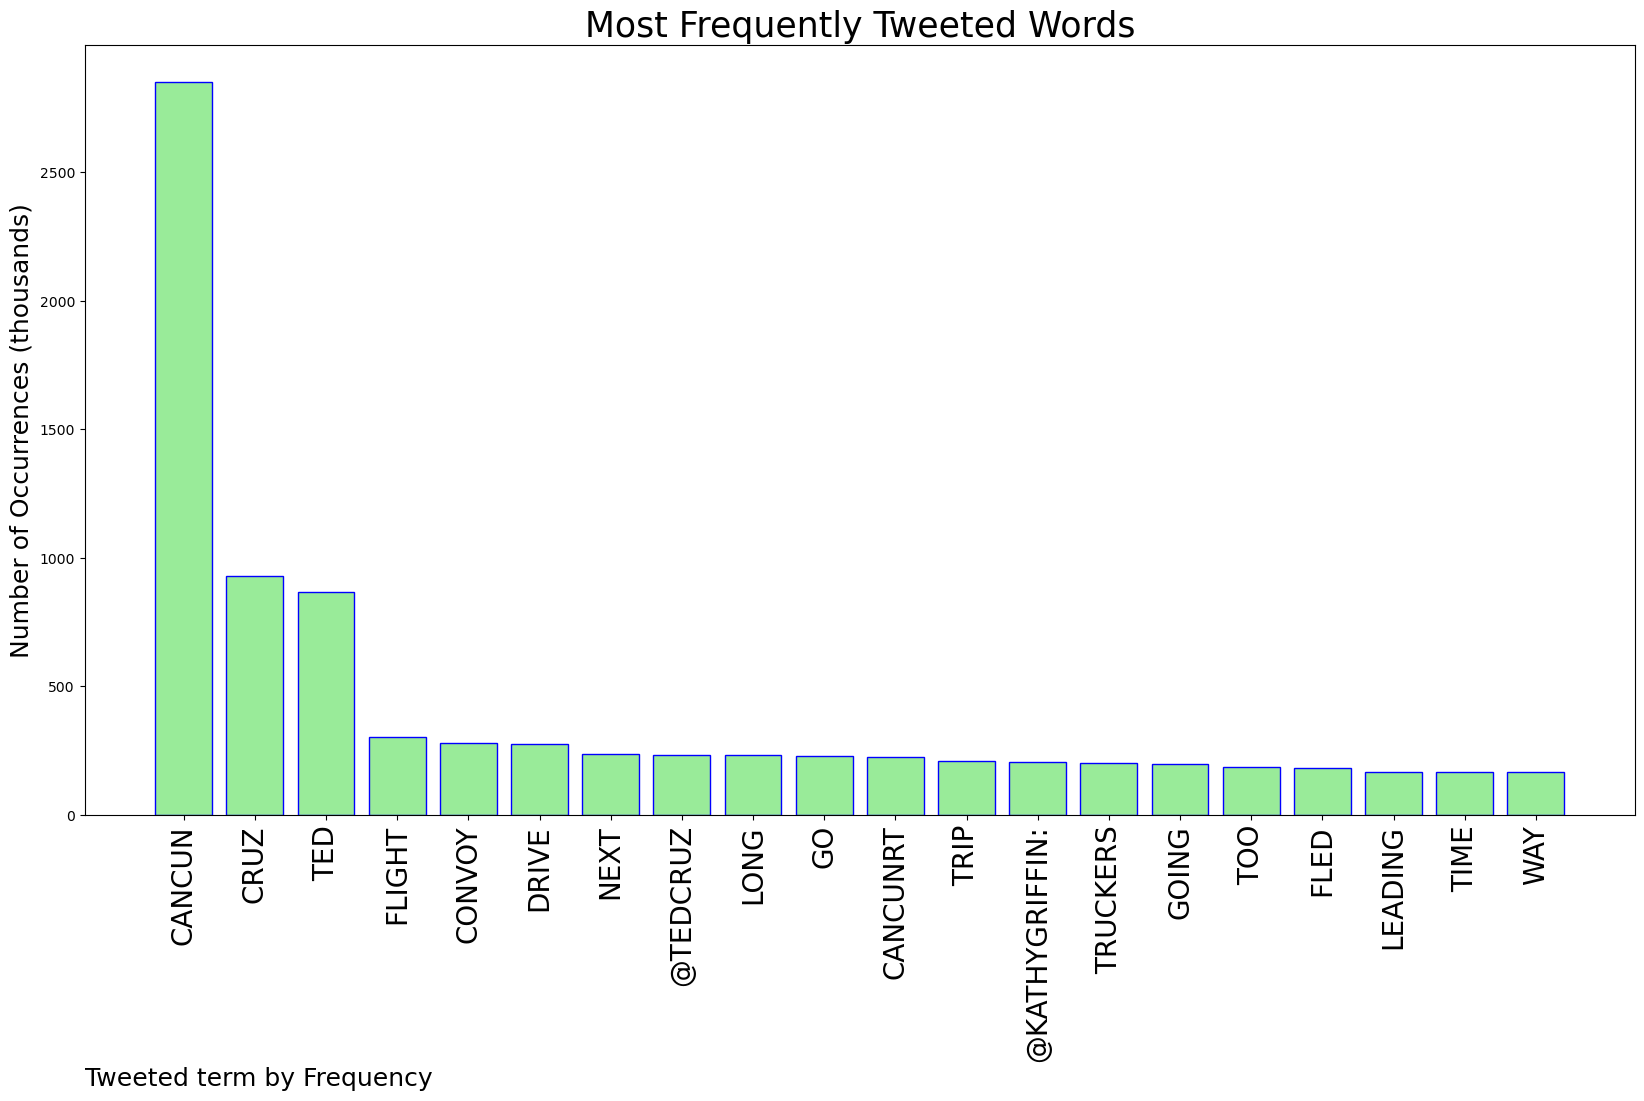 Most Frequently Tweeted Words
Number of Occurrences (thousands)
2500
2000
1500
1000
500
0
CANCUN
CRUZ
TED
FLIGHT
CONVOY
DRIVE
NEXT
@TEDCRUZ
LONG
GO
CANCUNRT
TRIP
@KATHYGRIFFIN:
TRUCKERS
GOING
TOO
FLED
LEADING
TIME
WAY
Tweeted term by Frequency